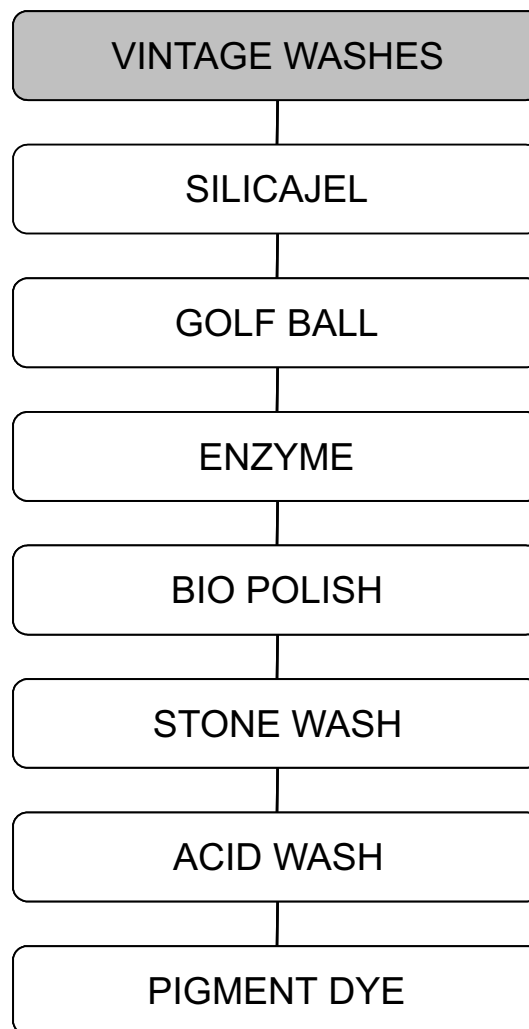 VINTAGE WASHES
SILICAJEL
GOLF BALL
ENZYME
BIO POLISH
STONE WASH
ACID WASH
PIGMENT DYE